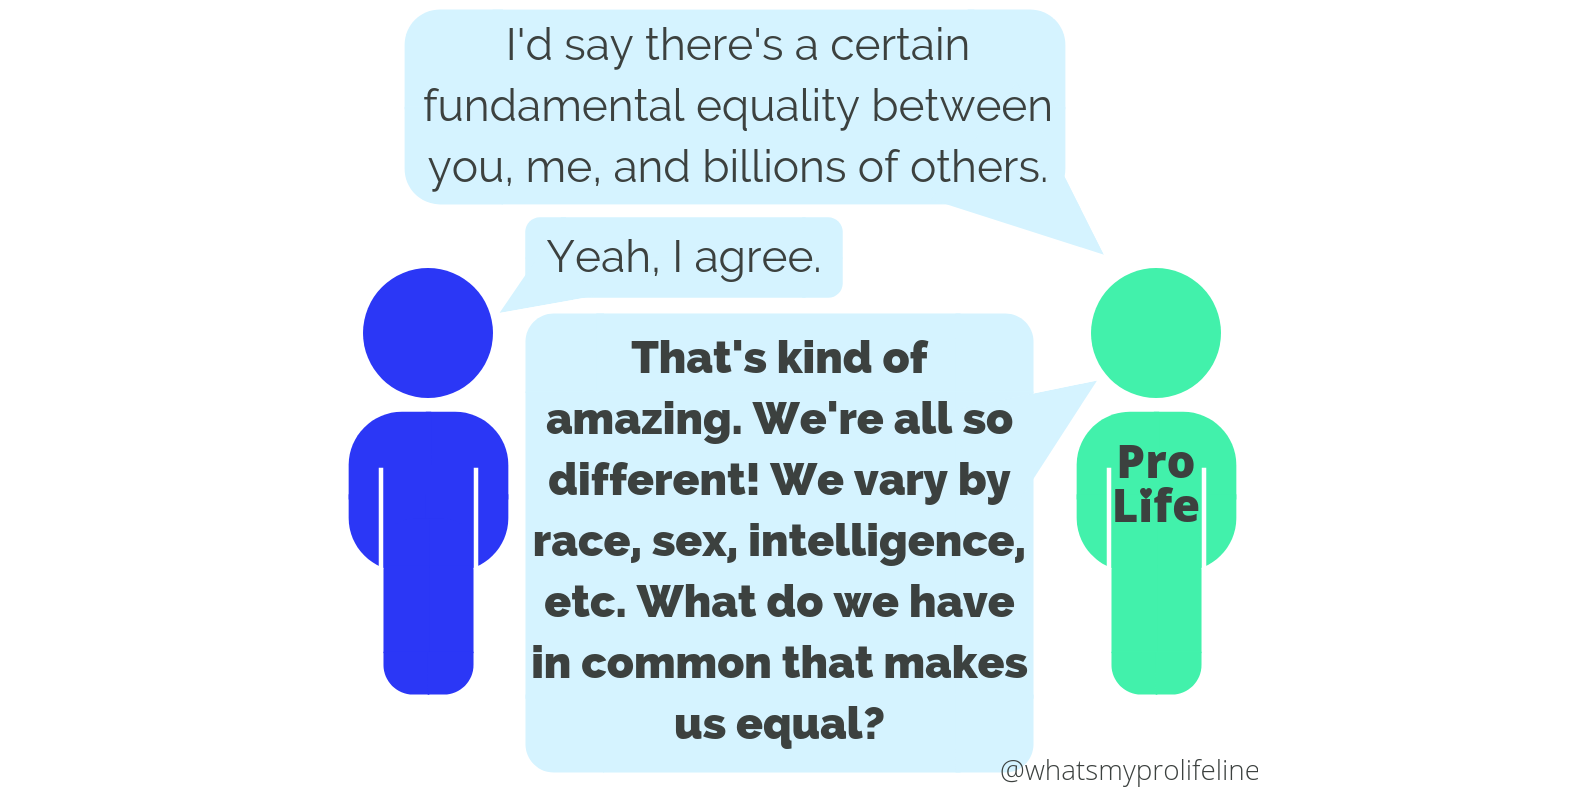 I'd say there's a certain
fundamental equality between
you, me, and billions of others.
Yeah, I agree.
That's kind of
amazing. We're all so
different! We vary by
race, sex, intelligence,
etc. What do we have
in common that makes
us equal?
Pro
Life
@whatsmyprolifeline